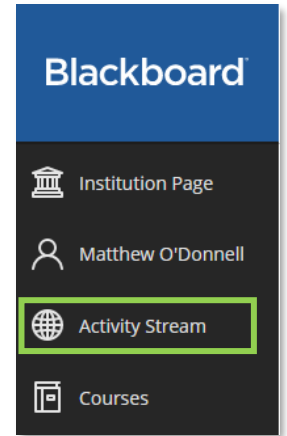 Blackboard
Institution Page
Matthew O'Donnell
Activity Stream
Courses